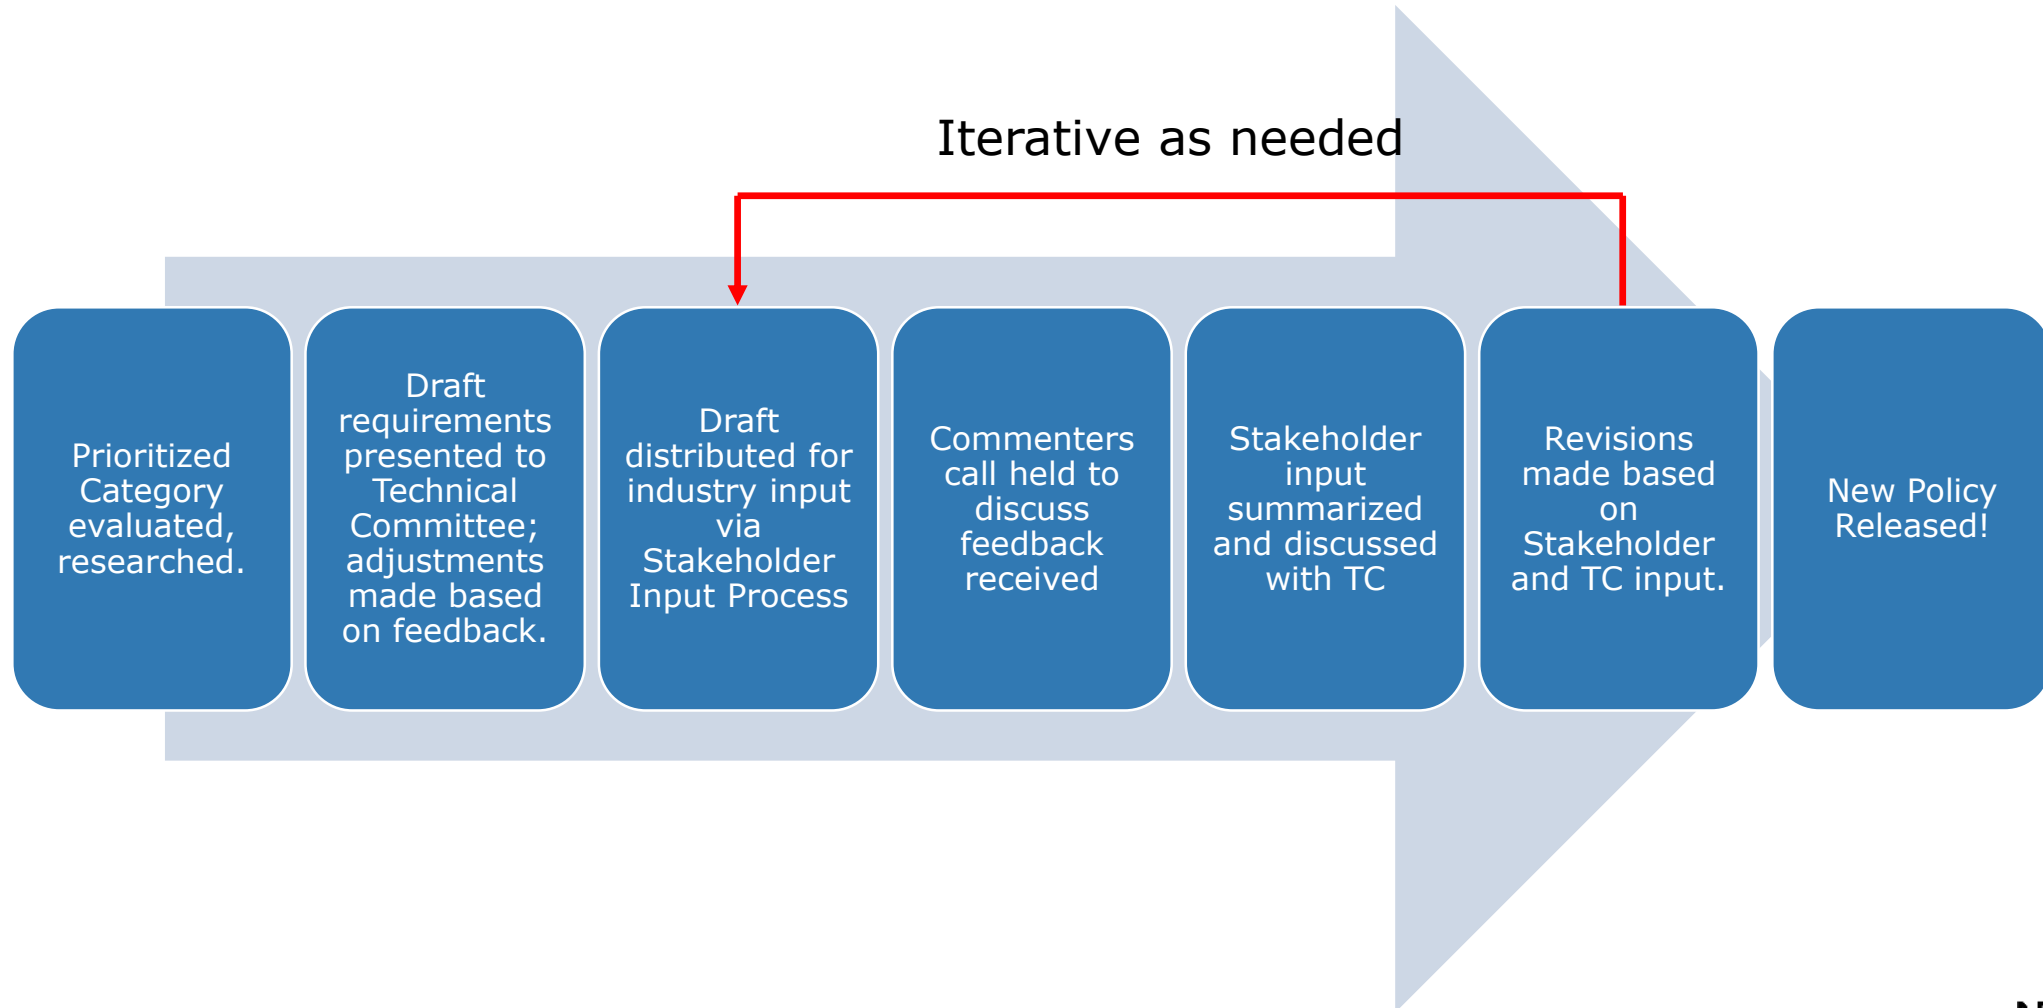 Iterative as needed
Prioritized
Category
evaluated,
researched.
Draft
requirements
presented to
Technical
Committee;
adjustments
made based
on feedback.
Draft
distributed for
industry input
via
Stakeholder
Input Process
Commenters
call held to
discuss
feedback
received
Stakeholder
input
summarized
and discussed
with TC
Revisions
made based
on
Stakeholder
and TC input.
New Policy
Released!